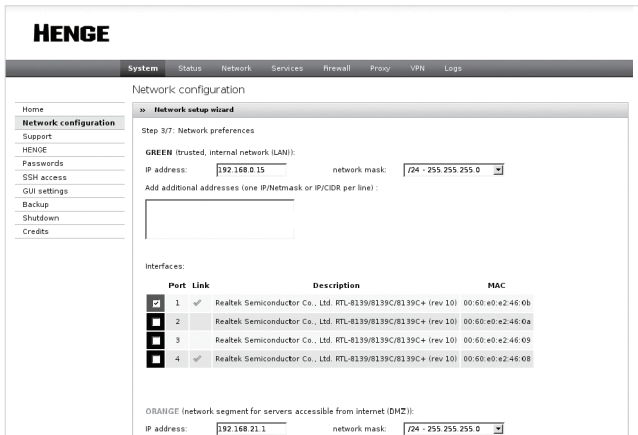 HENGE
System Status Network Services Firewall Proxy VPN Logs
Network configuration
Home
Network configuration
Support
HENGE
Passwords
SSH access
GUI settings
Backup
Shutdown
Credits
» Network setup wizard
Step 3/7: Network preferences
GREEN (trusted, internal network (LAN)):
IP address: 192.168.0.15 network mask: /24 - 255.255.255.0
Add additional addresses (one IP/Netmask or IP/CIDR per line) :
Interfaces:
Port Link Description MAC
1 Realtek Semiconductor Co., Ltd. RTL-8139/8139C/8139C+ (rev 10) 00:60:e0:e2:46:0b
2 Realtek Semiconductor Co., Ltd. RTL-8139/8139C/8139C+ (rev 10) 00:60:e0:e2:46:0a
3 Realtek Semiconductor Co., Ltd. RTL-8139/8139C/8139C+ (rev 10) 00:60:e0:e2:46:09
4 Realtek Semiconductor Co., Ltd. RTL-8139/8139C/8139C+ (rev 10) 00:60:e0:e2:46:08
ORANGE (network segment for servers accessible from internet (DMZ)):
IP address: 192.168.21.1 network mask: /24 - 255.255.255.0